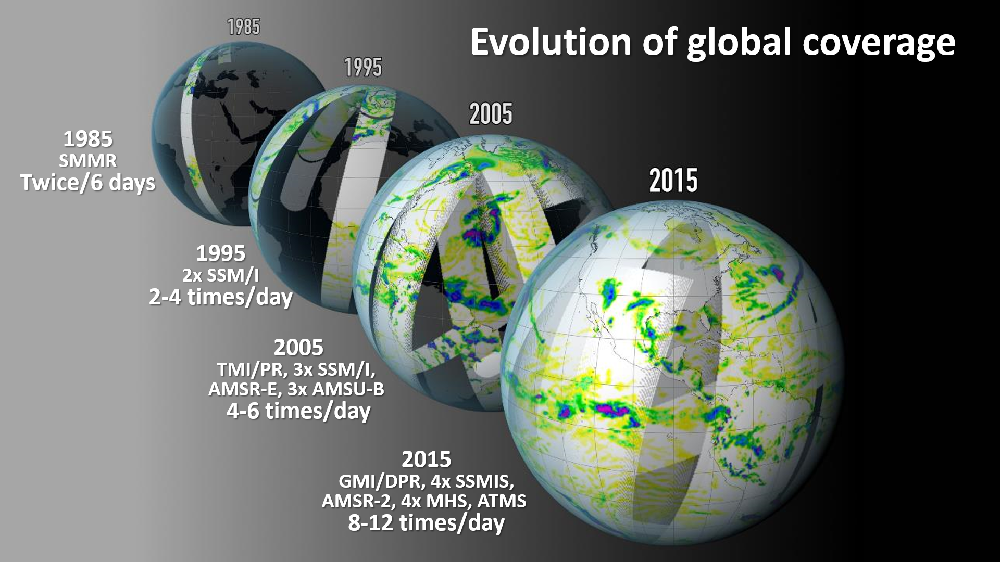 Evolution of global coverage
1985
1995
2005
2015
1985
SMMR
Twice/6 days
1995
2x SSM/I
2-4 times/day
2005
TMI/PR, 3x SSM/I,
AMSR-E, 3x AMSU-B
4-6 times/day
2015
GMI/DPR, 4x SSMIS,
AMSR-2, 4x MHS, ATMS
8-12 times/day